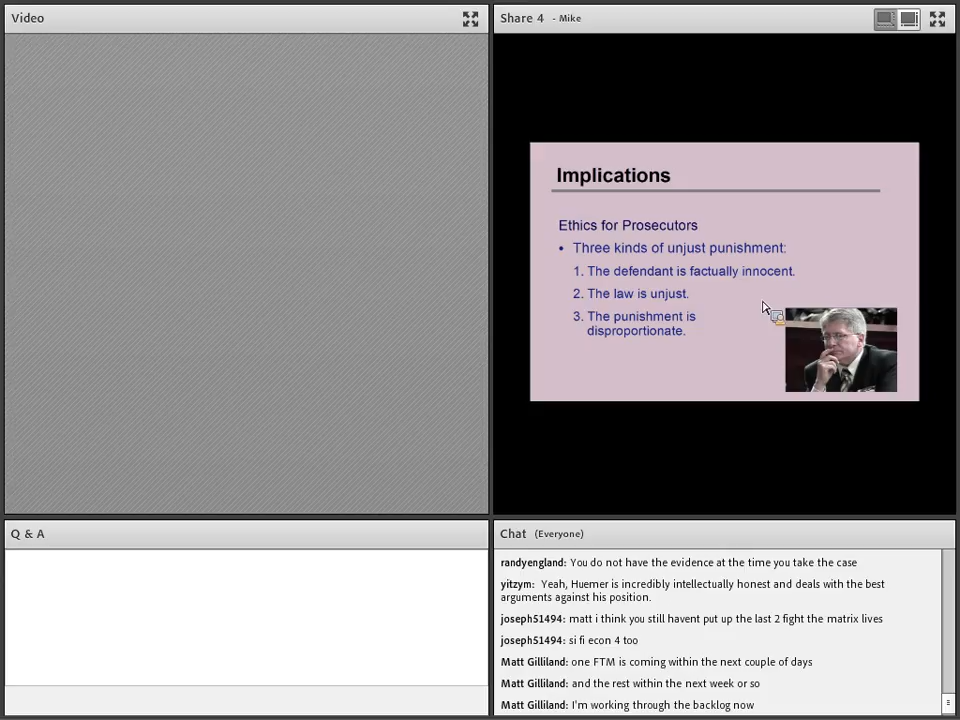 Video
Share 4 - Mike
Implications
Ethics for Prosecutors
• Three kinds of unjust punishment:
1. The defendant is factually innocent.
2. The law is unjust.
3. The punishment is
disproportionate.
Q & A
Chat (Everyone)
randyengland: You do not have the evidence at the time you take the case
yitzym: Yeah, Huemer is incredibly intellectually honest and deals with the best
arguments against his position.
joseph51494: matt i think you still havent put up the last 2 fight the matrix lives
joseph51494: si fi econ 4 too
Matt Gilliland: one FTM is coming within the next couple of days
Matt Gilliland: and the rest within the next week or so
Matt Gilliland: I'm working through the backlog now